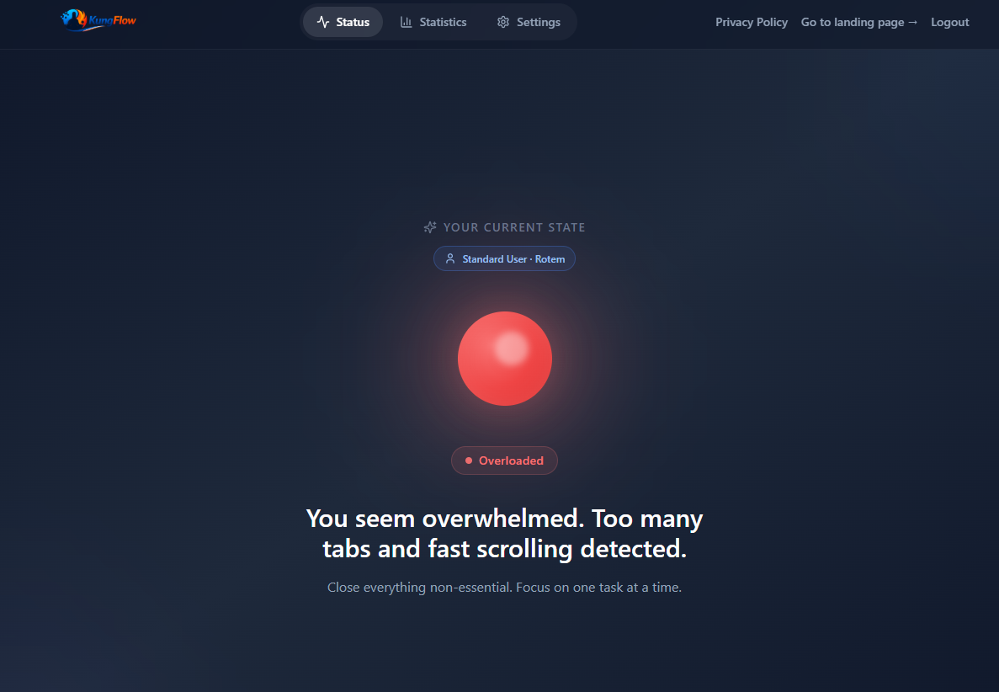 KungFlow
Status
Statistics
Settings
Privacy Policy
Go to landing page →
Logout
YOUR CURRENT STATE
Standard User · Rotem
Overloaded
You seem overwhelmed. Too many
tabs and fast scrolling detected.
Close everything non-essential. Focus on one task at a time.